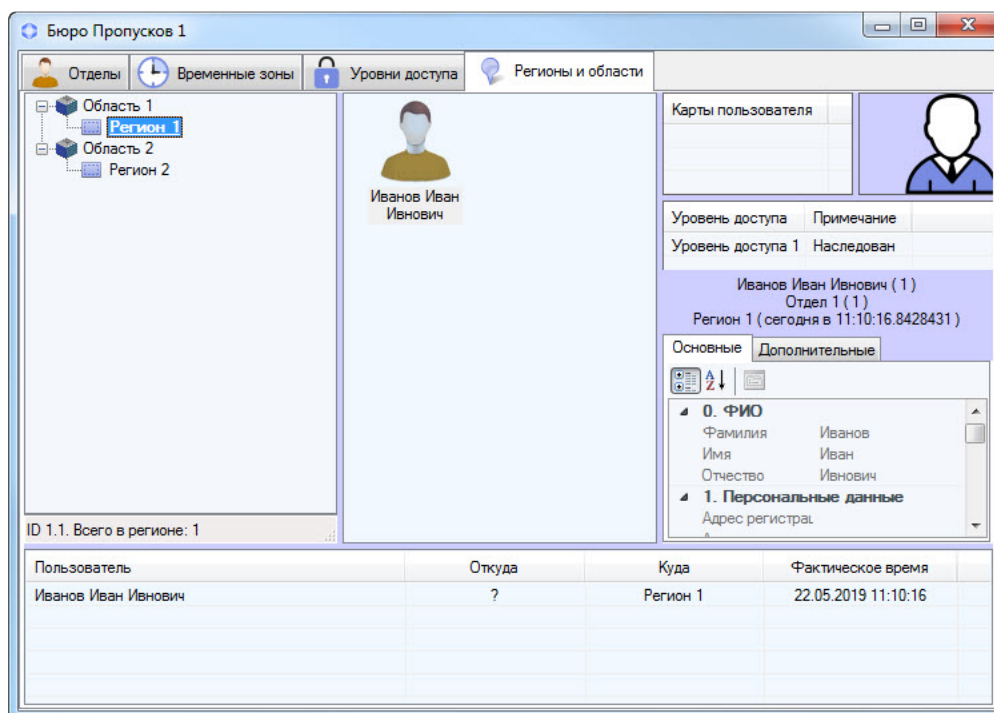 Бюро Пропусков 1
Отделы Временные зоны Уровни доступа Регионы и области
Область 1
Регион 1
Область 2
Регион 2
ID 1.1. Всего в регионе: 1
Иванов Иван
Ивнович
Карты пользователя
Уровень доступа Примечание
Уровень доступа 1 Наследован
Иванов Иван Ивнович ( 1 )
Отдел 1 ( 1 )
Регион 1 ( сегодня в 11:10:16.8428431 )
Основные Дополнительные
0. ФИО
Фамилия Иванов
Имя Иван
Отчество Ивнович
1. Персональные данные
Адрес регистрац
Пользователь Откуда Куда Фактическое время
Иванов Иван Ивнович ? Регион 1 22.05.2019 11:10:16